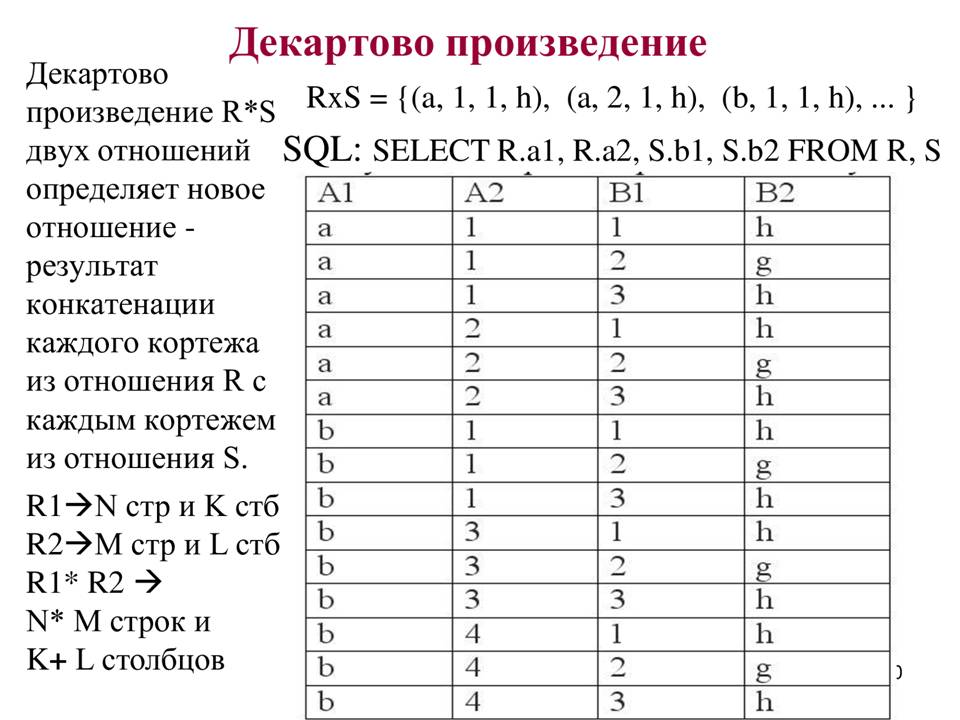 Декартово произведение
Декартово
произведение R*S
двух отношений
определяет новое
отношение -
результат
конкатенации
каждого кортежа
из отношения R с
каждым кортежем
из отношения S.
R1→N стр и K стб
R2→M стр и L стб
R1* R2 →
N* M строк и
K+ L столбцов
RxS = {(a, 1, 1, h), (a, 2, 1, h), (b, 1, 1, h), ... }
SQL: SELECT R.a1, R.a2, S.b1, S.b2 FROM R, S
A1 A2 B1 B2
a 1 1 h
a 1 2 g
a 1 3 h
a 2 1 h
a 2 2 g
a 2 3 h
b 1 1 h
b 1 2 g
b 1 3 h
b 3 1 h
b 3 2 g
b 3 3 h
b 4 1 h
b 4 2 g
b 4 3 h